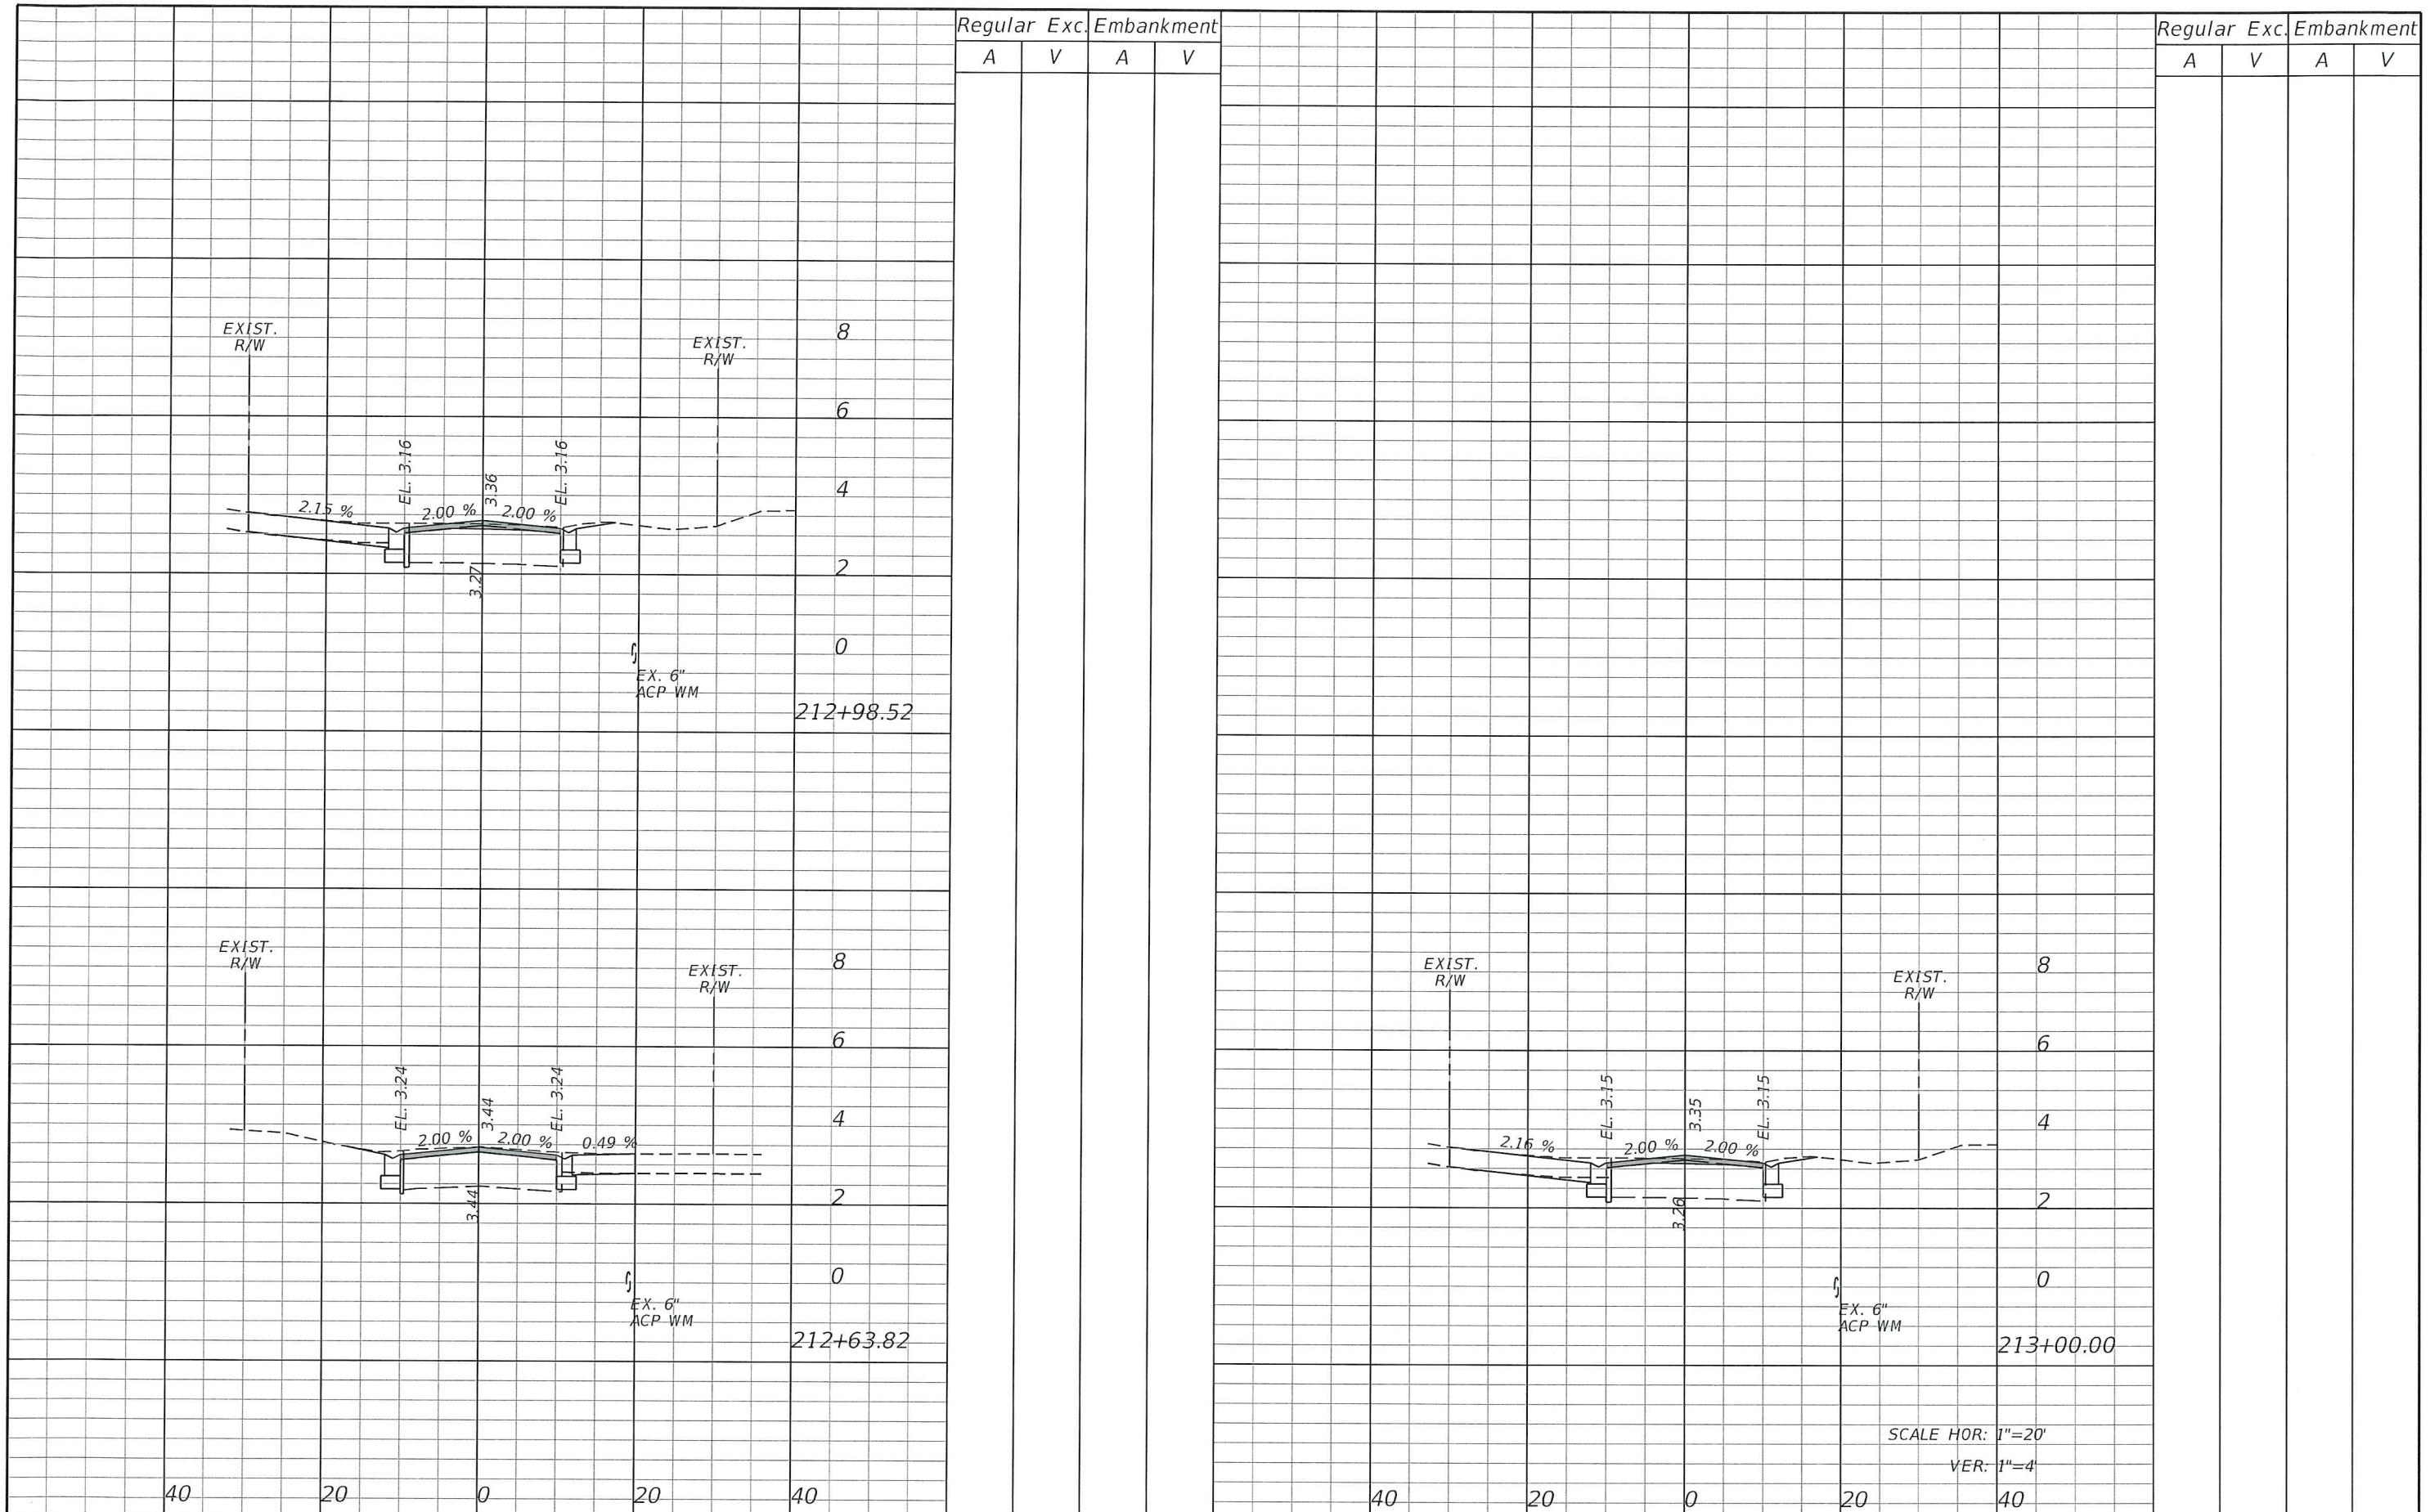 Regular Exc. Embankment
A V A V
EXIST.
R/W
EXIST.
R/W
8
6
4
2
0
EL. 3.16
3.36
EL. 3.16
2.15 %
2.00 %
2.00 %
3.27
EX. 6"
ACP WM
212+98.52
EXIST.
R/W
EXIST.
R/W
8
6
4
2
0
EL. 3.24
3.44
EL. 3.24
2.00 %
2.00 %
0.49 %
3.44
EX. 6"
ACP WM
212+63.82
40 20 0 20 40
Regular Exc. Embankment
A V A V
EXIST.
R/W
EXIST.
R/W
8
6
4
2
0
EL. 3.15
3.35
EL. 3.15
2.16 %
2.00 %
2.00 %
3.26
EX. 6"
ACP WM
213+00.00
SCALE HOR: 1"=20'
VER: 1"=4'
40 20 0 20 40